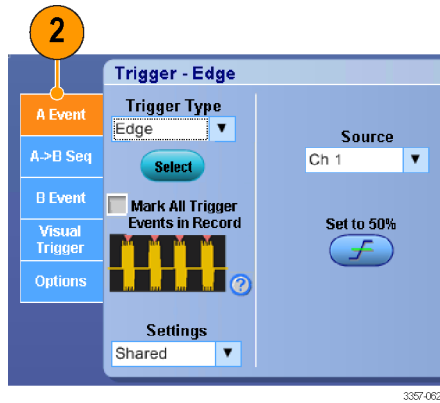 2
Trigger - Edge
A Event
A->B Seq
B Event
Visual
Trigger
Options
Trigger Type
Edge
Select
Mark All Trigger
Events in Record
Settings
Shared
Source
Ch 1
Set to 50%
3357-062